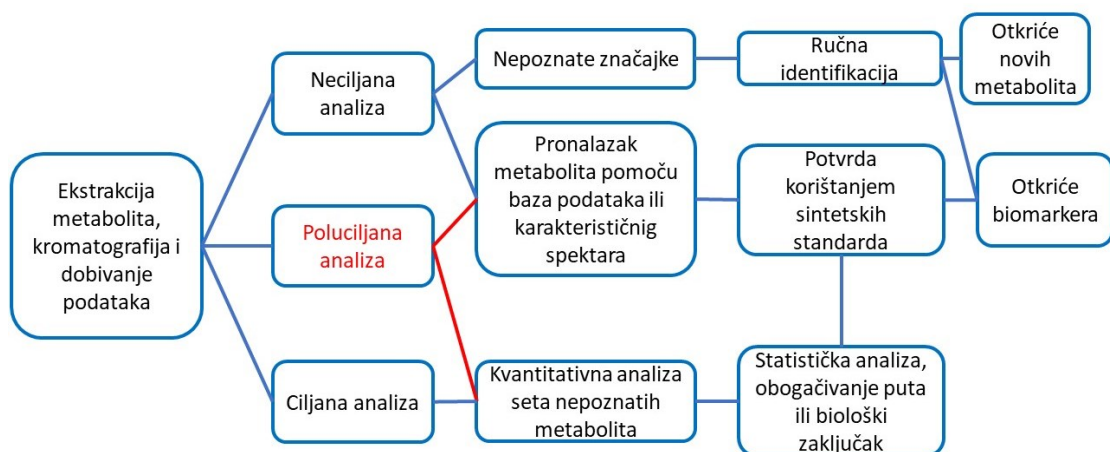 Ekstrakcija
metabolita,
kromatografija i
dobivanje
podataka
Neciljana
analiza
Poluciljana
analiza
Ciljana analiza
Nepoznate značajke
Pronalazak
metabolita pomoću
baza podataka ili
karakterističnig
spektara
Kvantitativna analiza
seta nepoznatih
metabolita
Ručna
identifikacija
Potvrda
korištanjem
sintetskih
standarda
Statistička analiza,
obogačivanje puta
ili biološki
zaključak
Otkriće
novih
metabolita
Otkriće
biomarkera